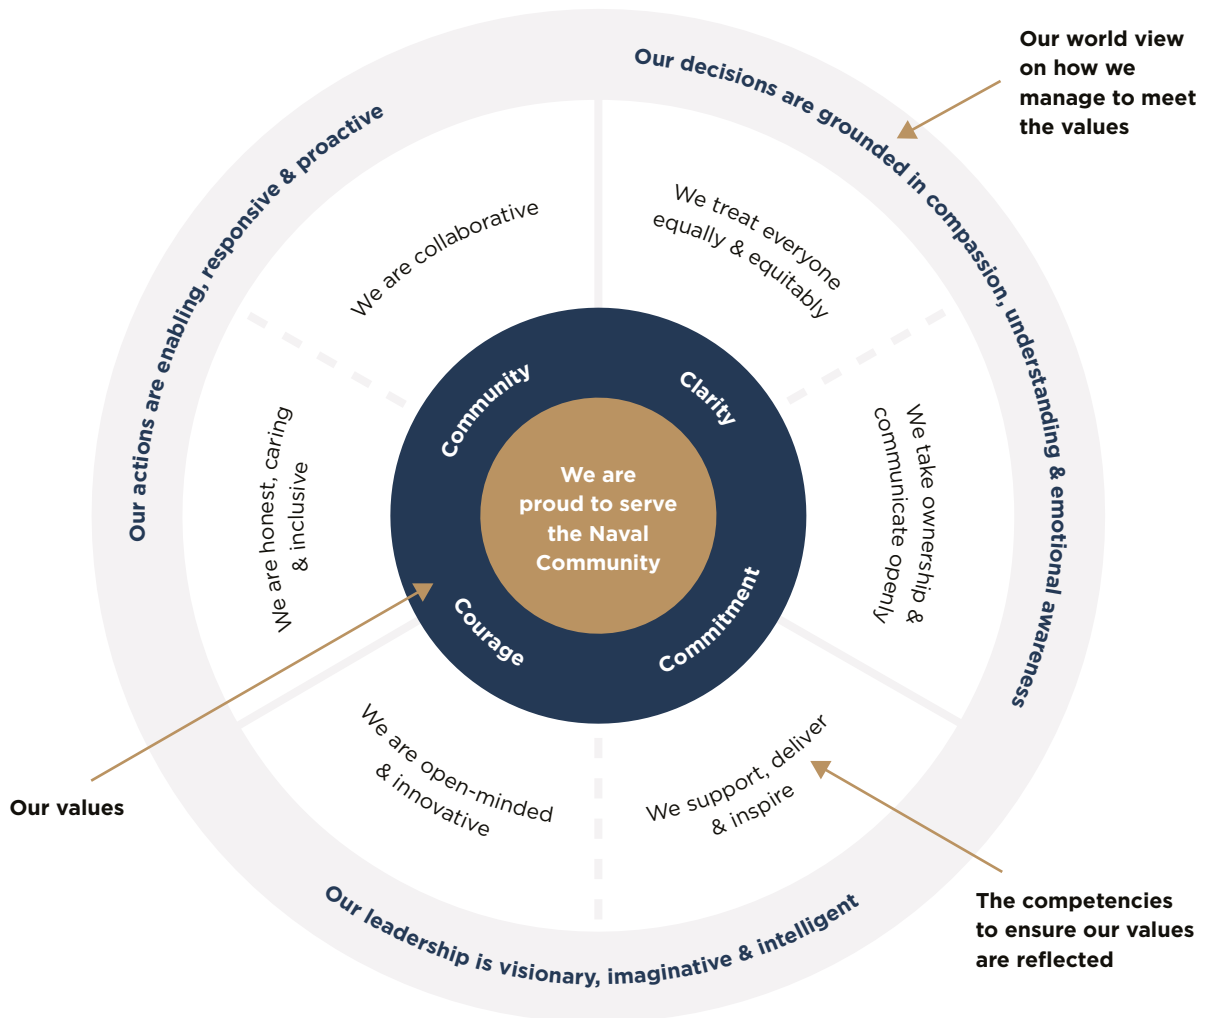 Our world view
on how we
manage to meet
the values
Our decisions are grounded in compassion, understanding & emotional awareness
Our actions are enabling, responsive & proactive
We are collaborative
We treat everyone
equally & equitably
We take ownership &
communicate openly
We are honest, caring
& inclusive
Community
Clarity
We are
proud to serve
the Naval
Community
Courage
Commitment
We are open-minded
& innovative
We support, deliver
& inspire
Our values
Our leadership is visionary, imaginative & intelligent
The competencies
to ensure our values
are reflected